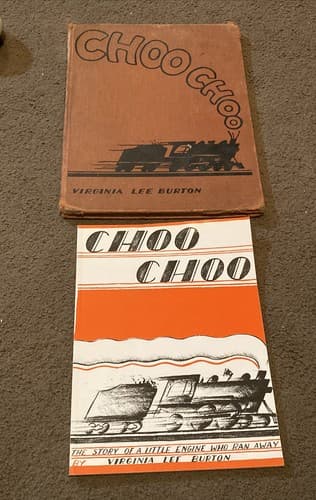 CHOO CHOO
VIRGINIA LEE BURTON
CHOO
CHOO
THE STORY OF A LITTLE ENGINE WHO RAN AWAY
BY VIRGINIA LEE BURTON